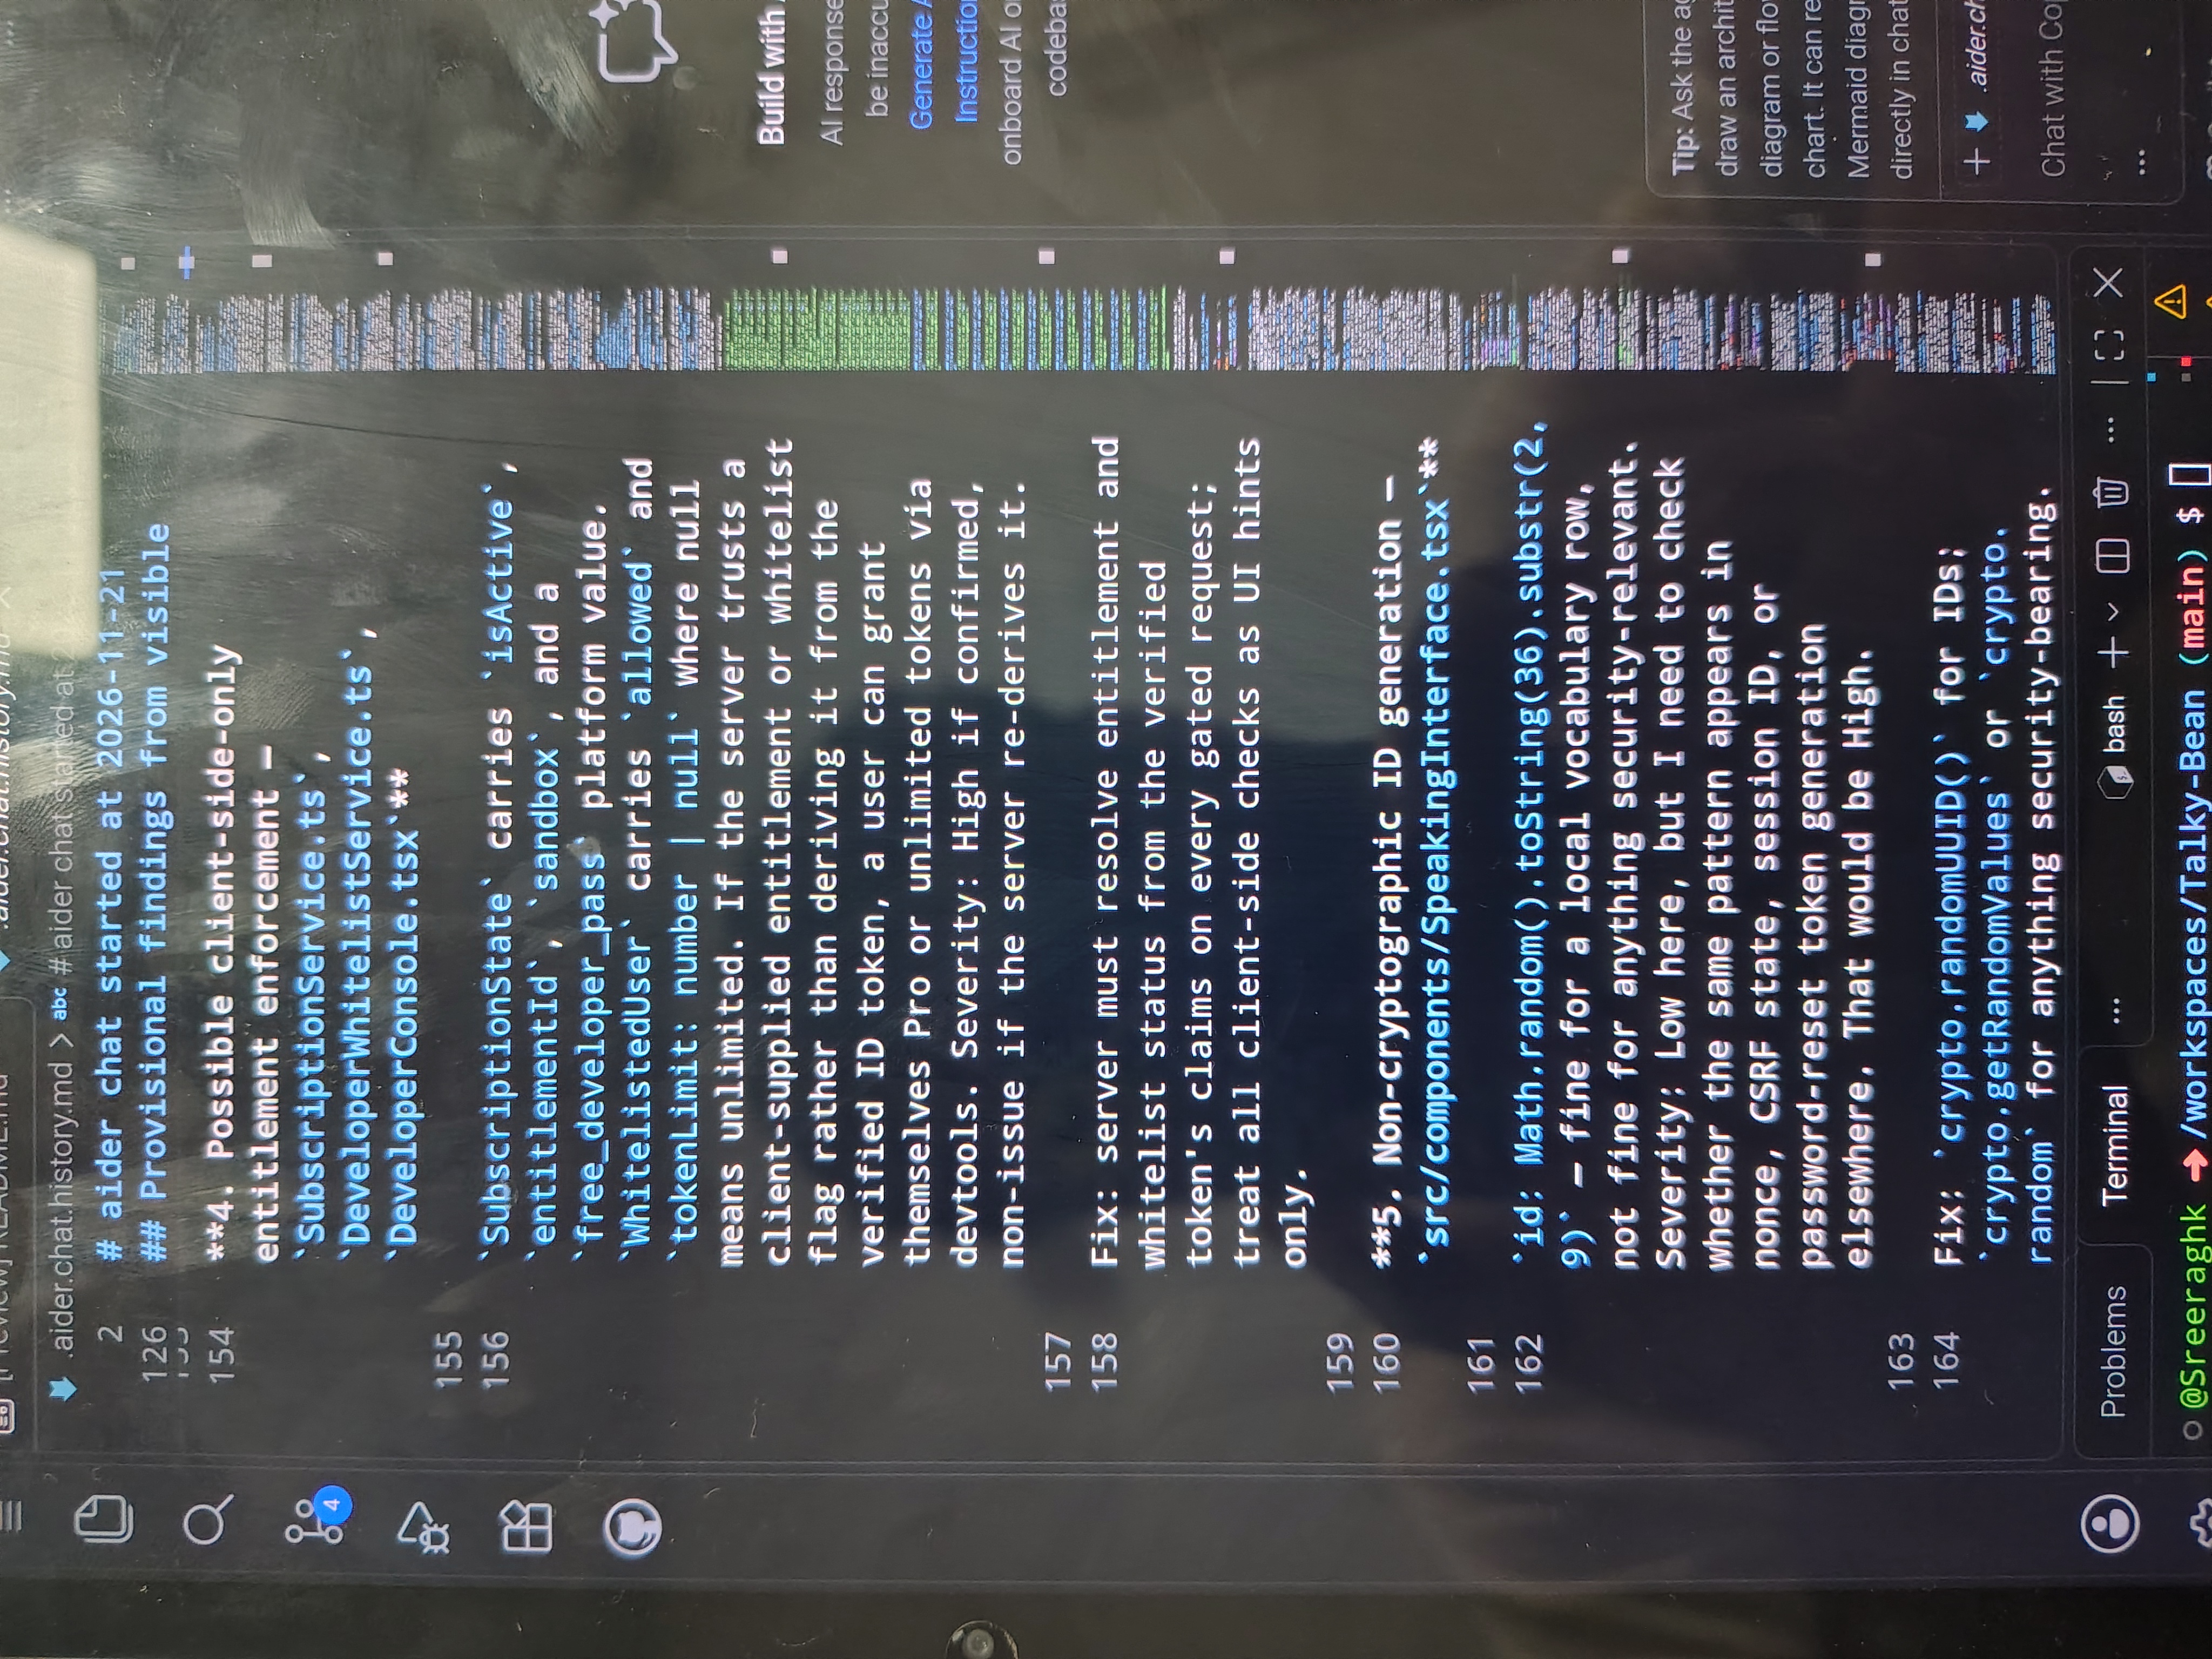 [Preview] README.md
.aider.chat.history.md
.aider.chat.history.md > abc # aider chat started at
2 # aider chat started at 2026-11-21
126 ## Provisional findings from visible
154 **4. Possible client-side-only
entitlement enforcement —
`SubscriptionService.ts`,
`DeveloperWhitelistService.ts`,
`DeveloperConsole.tsx`**
155
156 `SubscriptionState` carries `isActive`,
`entitlementId`, `sandbox`, and a
`free_developer_pass` platform value.
`WhitelistedUser` carries `allowed` and
`tokenLimit: number | null` where null
means unlimited. If the server trusts a
client-supplied entitlement or whitelist
flag rather than deriving it from the
verified ID token, a user can grant
themselves Pro or unlimited tokens via
devtools. Severity: High if confirmed,
non-issue if the server re-derives it.
157
158 Fix: server must resolve entitlement and
whitelist status from the verified
token's claims on every gated request;
treat all client-side checks as UI hints
only.
159
160 **5. Non-cryptographic ID generation —
`src/components/SpeakingInterface.tsx`**
161
162 `id: Math.random().toString(36).substr(2,
9)` — fine for a local vocabulary row,
not fine for anything security-relevant.
Severity: Low here, but I need to check
whether the same pattern appears in
nonce, CSRF state, session ID, or
password-reset token generation
elsewhere. That would be High.
163
164 Fix: `crypto.randomUUID()` for IDs;
`crypto.getRandomValues` or `crypto.
random` for anything security-bearing.
4
Build with
AI response
be inaccu
Generate A
Instructio
onboard AI o
codeba
Tip: Ask the ag
draw an archit
diagram or flo
chart. It can re
Mermaid diagr
directly in chat
+ .aider.ch
Chat with Co
Problems Terminal ... bash
@Sreeraghk ➜ /workspaces/Talky-Bean (main) $